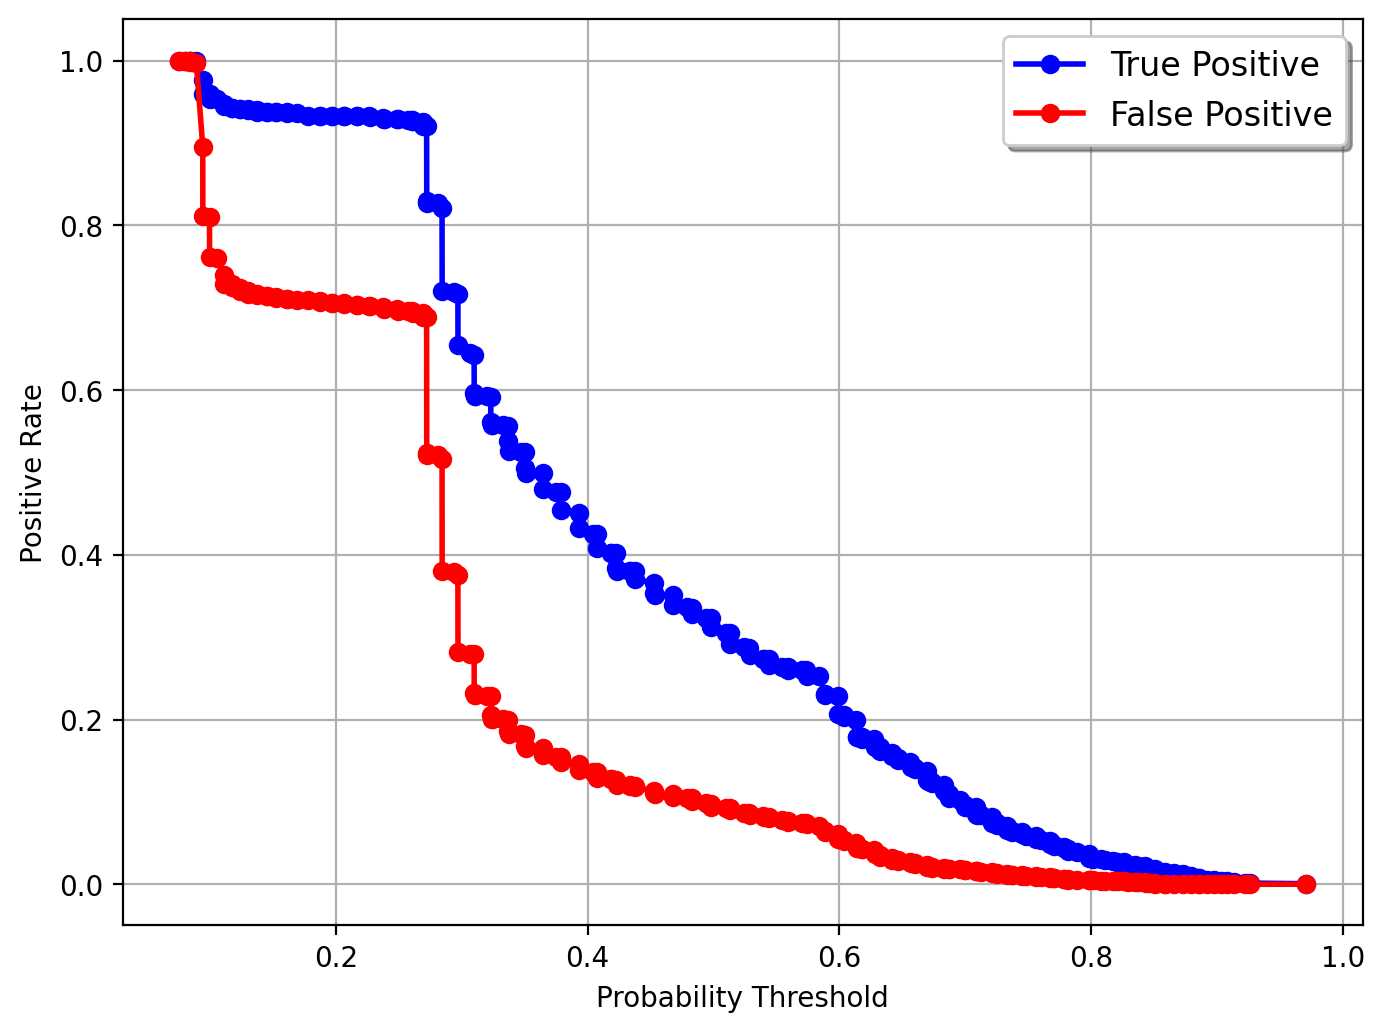 True Positive
False Positive
1.0
0.8
0.6
0.4
0.2
0.0
Positive Rate
0.2 0.4 0.6 0.8 1.0
Probability Threshold